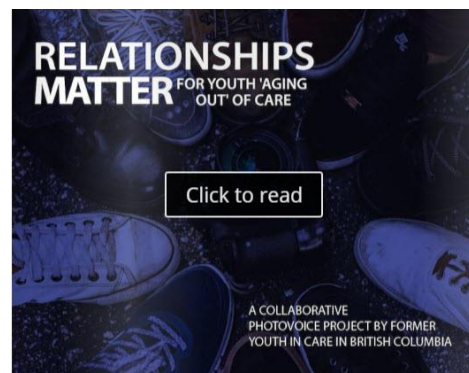 RELATIONSHIPS
MATTER FOR YOUTH 'AGING
OUT' OF CARE
Click to read
A COLLABORATIVE
PHOTOVOICE PROJECT BY FORMER
YOUTH IN CARE IN BRITISH COLUMBIA